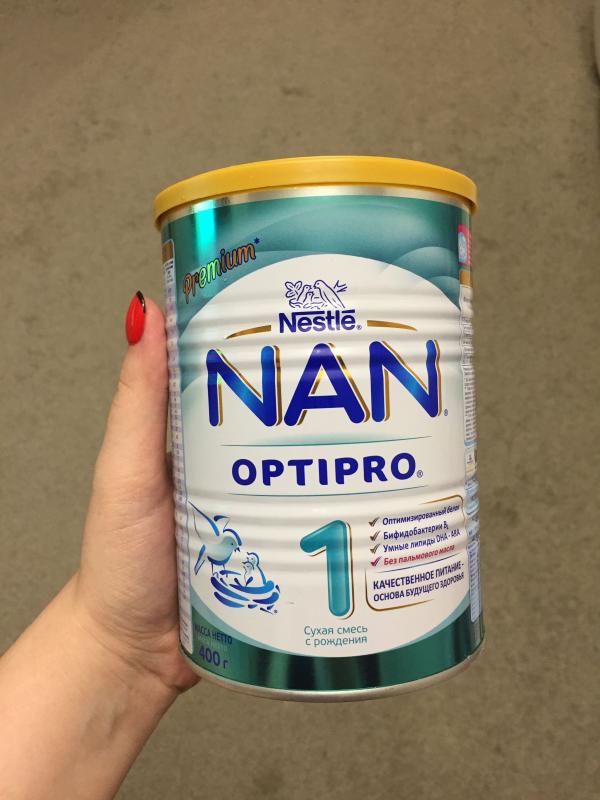 Premium*
Nestlé®
NAN®
OPTIPRO®
1
Оптимизированный белок
Бифидобактерии BL
Умные липиды DHA - ARA
Без пальмового масла
КАЧЕСТВЕННОЕ ПИТАНИЕ -
ОСНОВА БУДУЩЕГО ЗДОРОВЬЯ
Сухая смесь
с рождения
МАССА НЕТТО
400 г